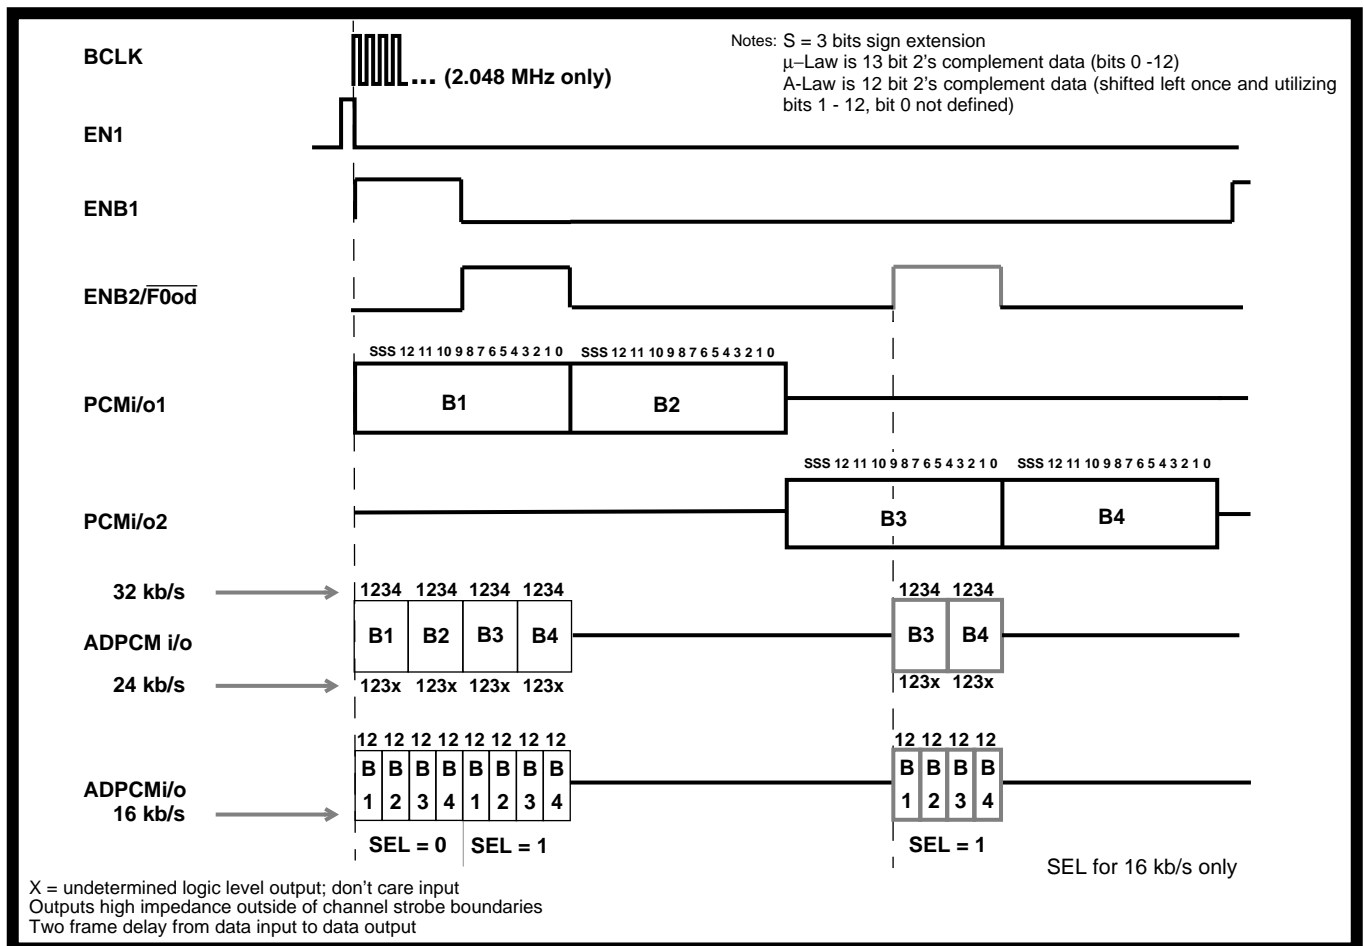 BCLK
... (2.048 MHz only)
Notes: S = 3 bits sign extension
μ–Law is 13 bit 2's complement data (bits 0 -12)
A-Law is 12 bit 2's complement data (shifted left once and utilizing
bits 1 - 12, bit 0 not defined)
EN1
ENB1
ENB2/F0od
SSS 12 11 10 9 8 7 6 5 4 3 2 1 0 SSS 12 11 10 9 8 7 6 5 4 3 2 1 0
PCMi/o1
B1 B2
SSS 12 11 10 9 8 7 6 5 4 3 2 1 0 SSS 12 11 10 9 8 7 6 5 4 3 2 1 0
PCMi/o2
B3 B4
32 kb/s
1234 1234 1234 1234 1234 1234
ADPCM i/o
B1 B2 B3 B4 B3 B4
24 kb/s
123x 123x 123x 123x 123x 123x
12 12 12 12 12 12 12 12 12 12 12 12
B B B B B B B B B B B B
ADPCMi/o
1 2 3 4 1 2 3 4 1 2 3 4
16 kb/s
SEL = 0 SEL = 1 SEL = 1
SEL for 16 kb/s only
X = undetermined logic level output; don't care input
Outputs high impedance outside of channel strobe boundaries
Two frame delay from data input to data output